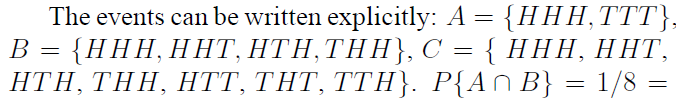 The events can be written explicitly: A = {HHH, TTT},
B = {HHH, HHT, HTH, THH}, C = { HHH, HHT,
HTH, THH, HTT, THT, TTH}. P{A ∩ B} = 1/8 =